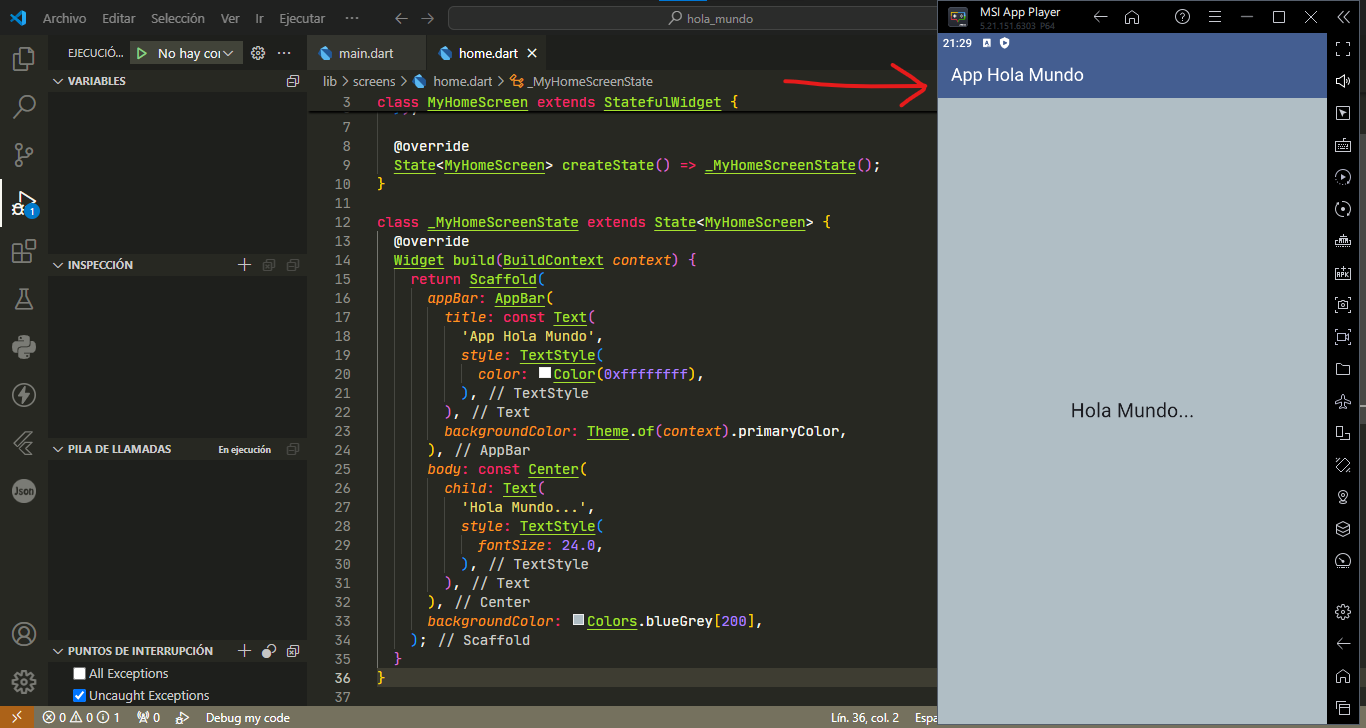 Archivo Editar Selección Ver Ir Ejecutar ··· hola_mundo
MSI App Player
5.21.151.6303 P64
EJECUCIÓ... No hay cor ···
main.dart home.dart
21:29
App Hola Mundo
VARIABLES
lib > screens > home.dart > _MyHomeScreenState
3 class MyHomeScreen extends StatefulWidget {
7
8 @override
9 State<MyHomeScreen> createState() => _MyHomeScreenState();
10 }
11
12 class _MyHomeScreenState extends State<MyHomeScreen> {
13 @override
14 Widget build(BuildContext context) {
15 return Scaffold(
16 appBar: AppBar(
17 title: const Text(
18 'App Hola Mundo',
19 style: TextStyle(
20 color: Color(0xffffffff),
21 ), // TextStyle
22 ), // Text
23 backgroundColor: Theme.of(context).primaryColor,
24 ), // AppBar
25 body: const Center(
26 child: Text(
27 'Hola Mundo...',
28 style: TextStyle(
29 fontSize: 24.0,
30 ), // TextStyle
31 ), // Text
32 ), // Center
33 backgroundColor: Colors.blueGrey[200],
34 ); // Scaffold
35 }
36 }
37
1
INSPECCIÓN
Json
PILA DE LLAMADAS En ejecución
PUNTOS DE INTERRUPCIÓN
All Exceptions
Uncaught Exceptions
Hola Mundo...
APK
0 0 1 0 Debug my code Lín. 36, col. 2 Espa